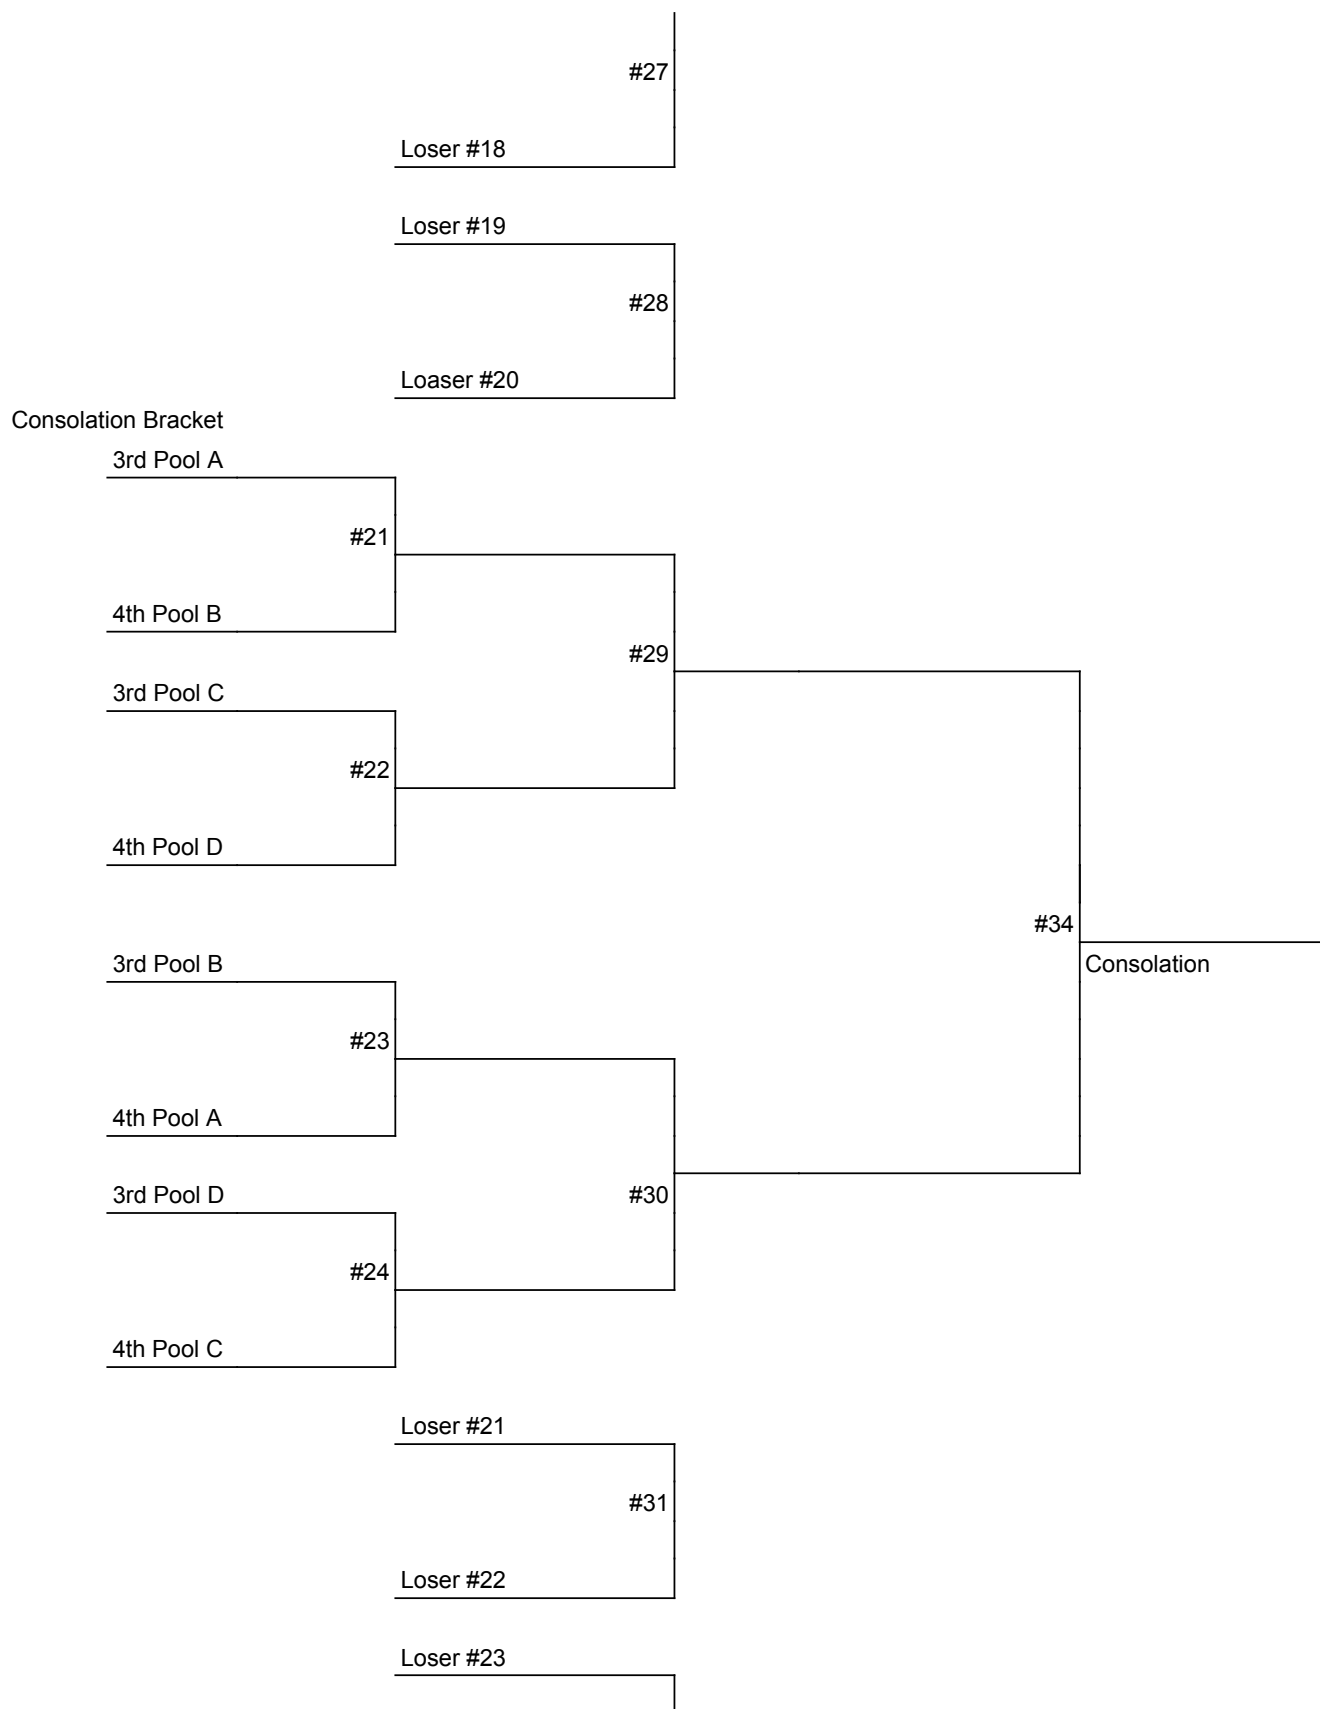 #27
Loser #18
Loser #19
#28
Loaser #20
Consolation Bracket
3rd Pool A
#21
4th Pool B
#29
3rd Pool C
#22
4th Pool D
#34
3rd Pool B
Consolation
#23
4th Pool A
3rd Pool D
#30
#24
4th Pool C
Loser #21
#31
Loser #22
Loser #23